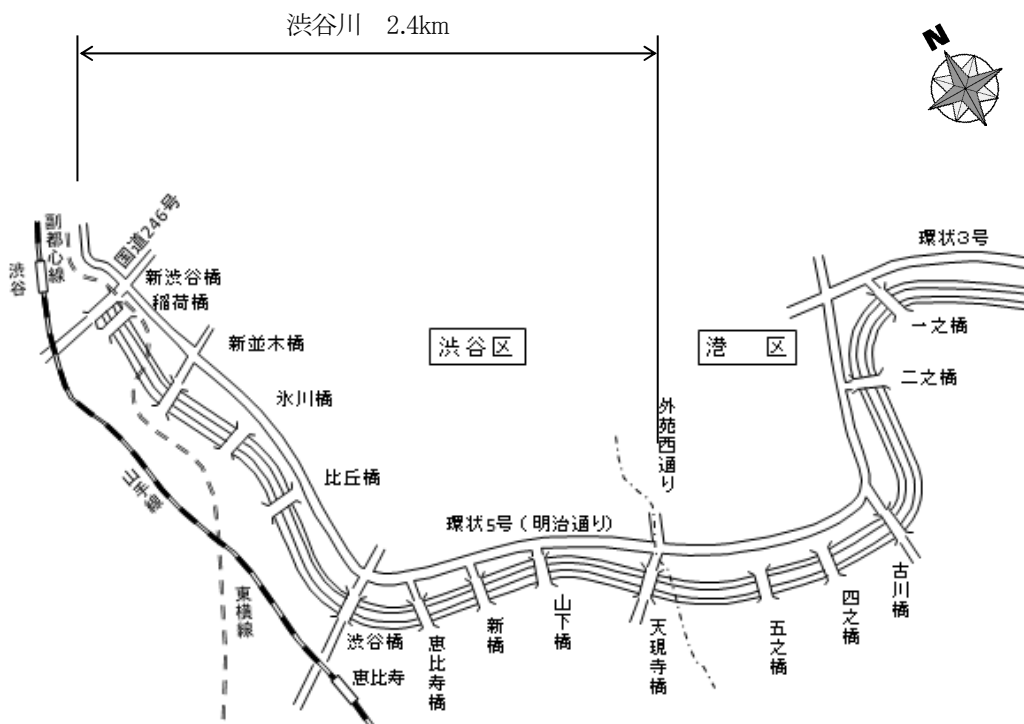 渋谷川 2.4km
N
国道246号
副都心線
渋谷
新渋谷橋
稲荷橋
新並木橋
氷川橋
比丘橋
山手線
東横線
渋谷区
港 区
環状3号
一之橋
二之橋
外苑西通り
環状5号(明治通り)
渋谷橋
恵比寿
恵比寿橋
新橋
山下橋
天現寺橋
五之橋
四之橋
古川橋